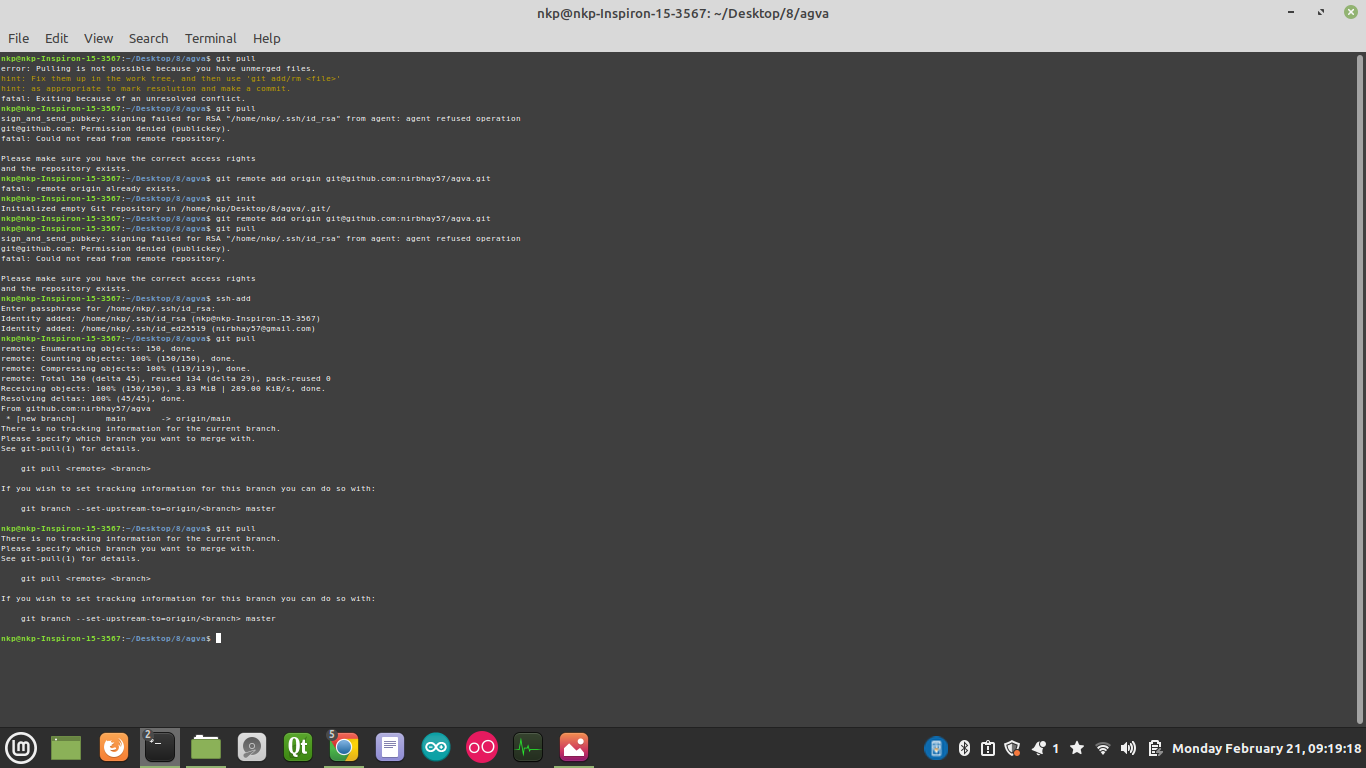 nkp@nkp-Inspiron-15-3567: ~/Desktop/8/agva
File Edit View Search Terminal Help
nkp@nkp-Inspiron-15-3567:~/Desktop/8/agva$ git pull
error: Pulling is not possible because you have unmerged files.
hint: Fix them up in the work tree, and then use 'git add/rm <file>'
hint: as appropriate to mark resolution and make a commit.
fatal: Exiting because of an unresolved conflict.
nkp@nkp-Inspiron-15-3567:~/Desktop/8/agva$ git pull
sign_and_send_pubkey: signing failed for RSA "/home/nkp/.ssh/id_rsa" from agent: agent refused operation
git@github.com: Permission denied (publickey).
fatal: Could not read from remote repository.
Please make sure you have the correct access rights
and the repository exists.
nkp@nkp-Inspiron-15-3567:~/Desktop/8/agva$ git remote add origin git@github.com:nirbhay57/agva.git
fatal: remote origin already exists.
nkp@nkp-Inspiron-15-3567:~/Desktop/8/agva$ git init
Initialized empty Git repository in /home/nkp/Desktop/8/agva/.git/
nkp@nkp-Inspiron-15-3567:~/Desktop/8/agva$ git remote add origin git@github.com:nirbhay57/agva.git
nkp@nkp-Inspiron-15-3567:~/Desktop/8/agva$ git pull
sign_and_send_pubkey: signing failed for RSA "/home/nkp/.ssh/id_rsa" from agent: agent refused operation
git@github.com: Permission denied (publickey).
fatal: Could not read from remote repository.
Please make sure you have the correct access rights
and the repository exists.
nkp@nkp-Inspiron-15-3567:~/Desktop/8/agva$ ssh-add
Enter passphrase for /home/nkp/.ssh/id_rsa:
Identity added: /home/nkp/.ssh/id_rsa (nkp@nkp-Inspiron-15-3567)
Identity added: /home/nkp/.ssh/id_ed25519 (nirbhay57@gmail.com)
nkp@nkp-Inspiron-15-3567:~/Desktop/8/agva$ git pull
remote: Enumerating objects: 150, done.
remote: Counting objects: 100% (150/150), done.
remote: Compressing objects: 100% (119/119), done.
remote: Total 150 (delta 45), reused 134 (delta 29), pack-reused 0
Receiving objects: 100% (150/150), 3.83 MiB | 289.00 KiB/s, done.
Resolving deltas: 100% (45/45), done.
From github.com:nirbhay57/agva
 * [new branch]      main       -> origin/main
There is no tracking information for the current branch.
Please specify which branch you want to merge with.
See git-pull(1) for details.
    git pull <remote> <branch>
If you wish to set tracking information for this branch you can do so with:
    git branch --set-upstream-to=origin/<branch> master
nkp@nkp-Inspiron-15-3567:~/Desktop/8/agva$ git pull
There is no tracking information for the current branch.
Please specify which branch you want to merge with.
See git-pull(1) for details.
    git pull <remote> <branch>
If you wish to set tracking information for this branch you can do so with:
    git branch --set-upstream-to=origin/<branch> master
nkp@nkp-Inspiron-15-3567:~/Desktop/8/agva$
2 Qt 5 1 Monday February 21, 09:19:18